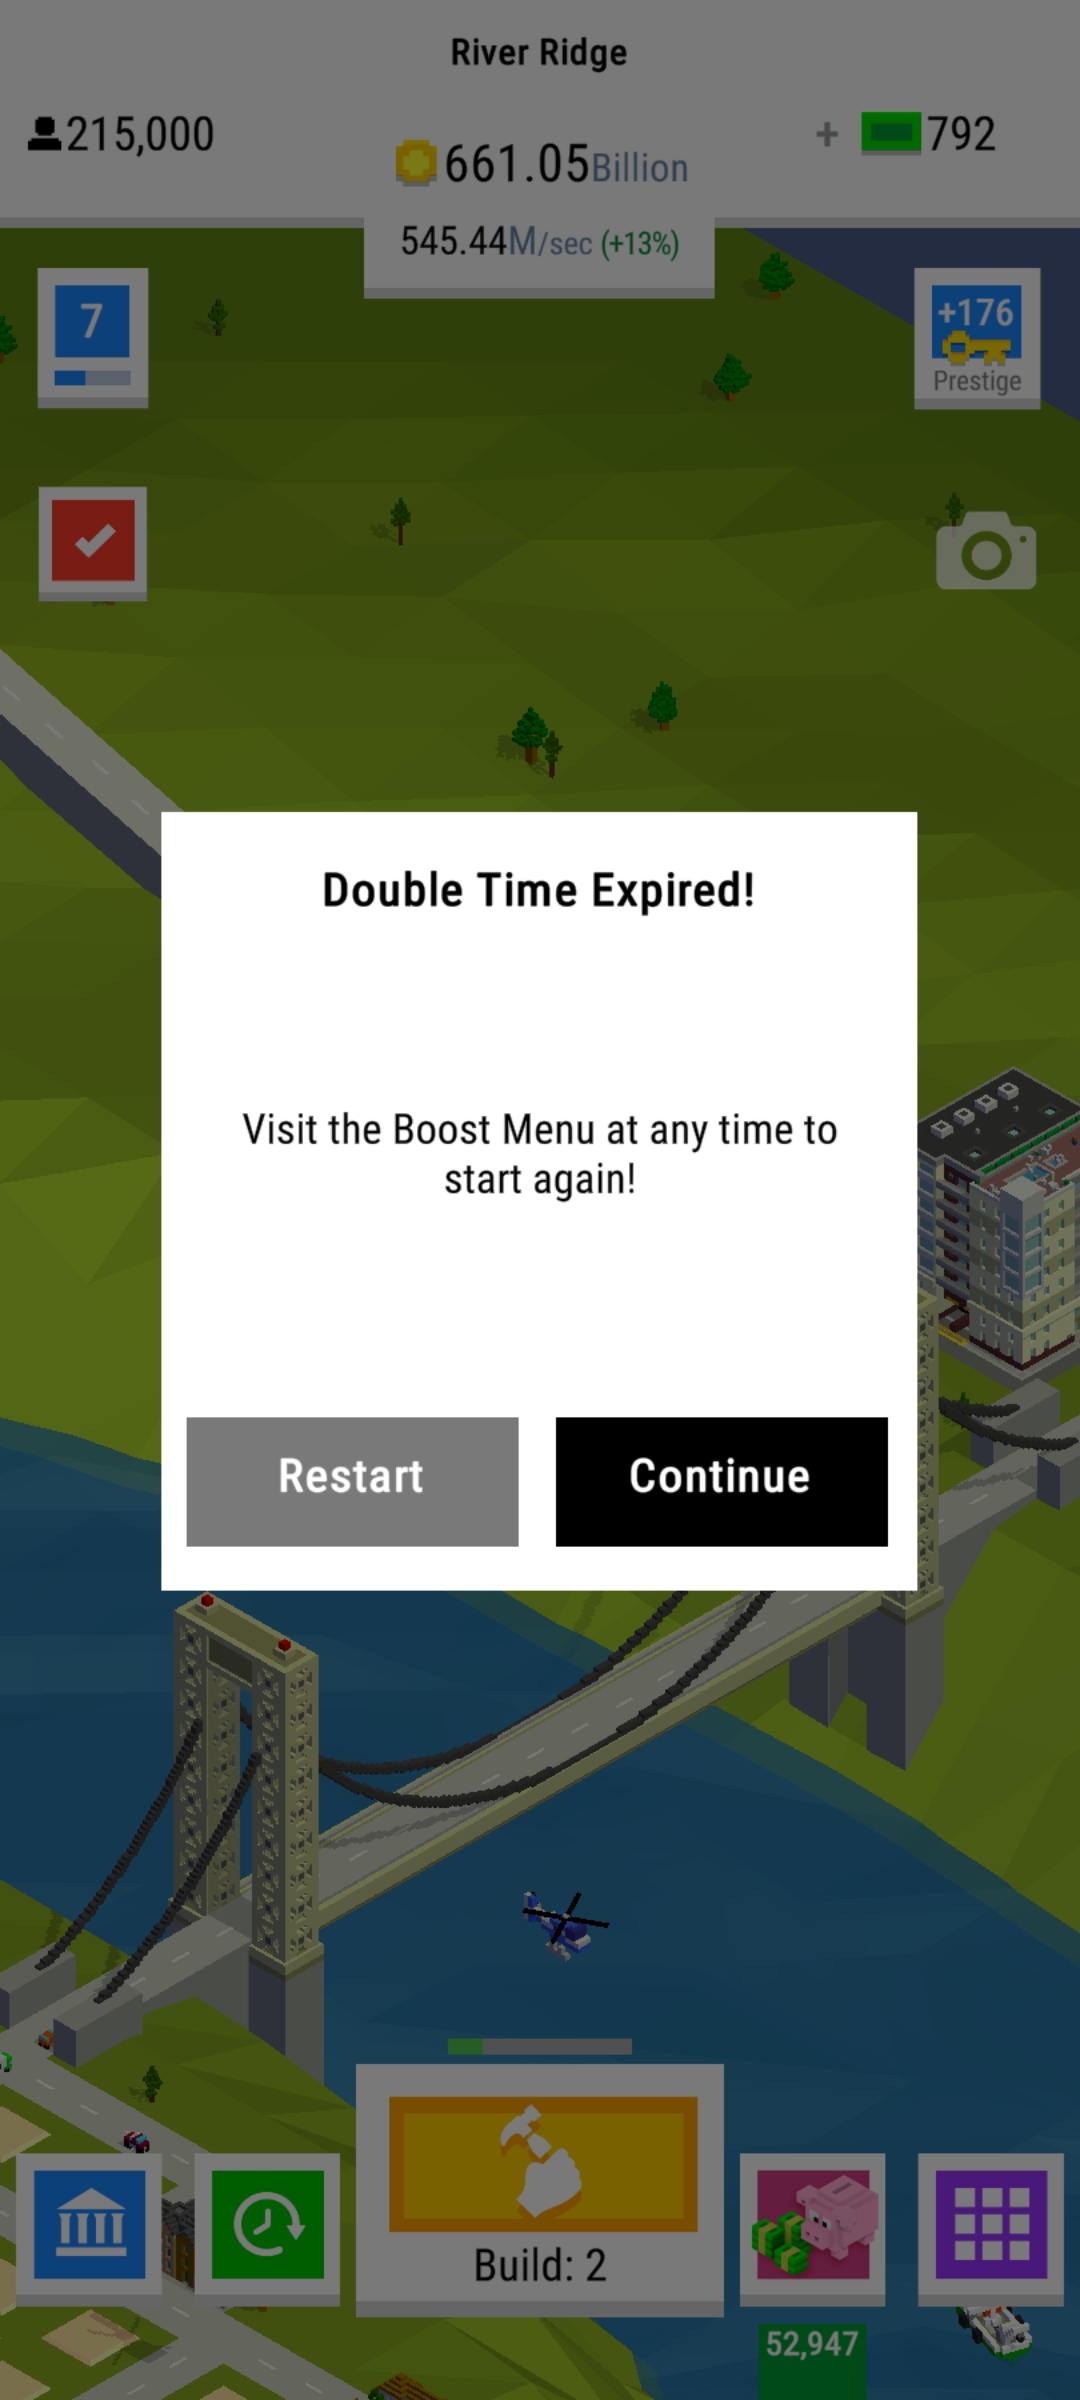 River Ridge
215,000
661.05Billion
+ 792
545.44M/sec (+13%)
7
+176
Prestige
Double Time Expired!
Visit the Boost Menu at any time to
start again!
Restart
Continue
Build: 2
52,947